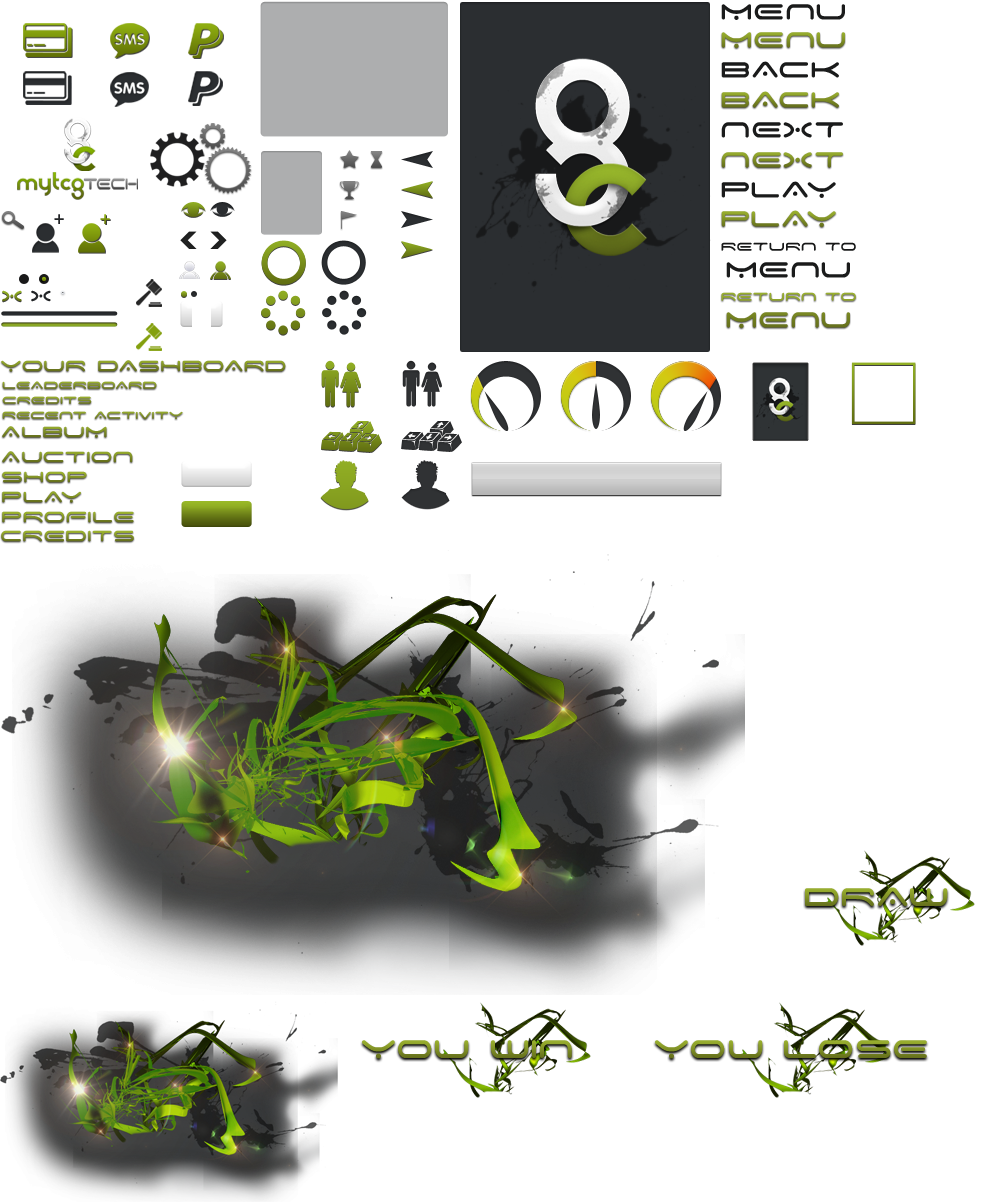 SMS
P
SMS
P
mytcgTECH
MENU
MENU
BACK
BACK
NEXT
NEXT
PLAY
PLAY
RETURN TO
MENU
RETURN TO
MENU
YOUR DASHBOARD
LEADERBOARD
CREDITS
RECENT ACTIVITY
ALBUM
AUCTION
SHOP
PLAY
PROFILE
CREDITS
DRAW
YOU WIN
YOU LOSE